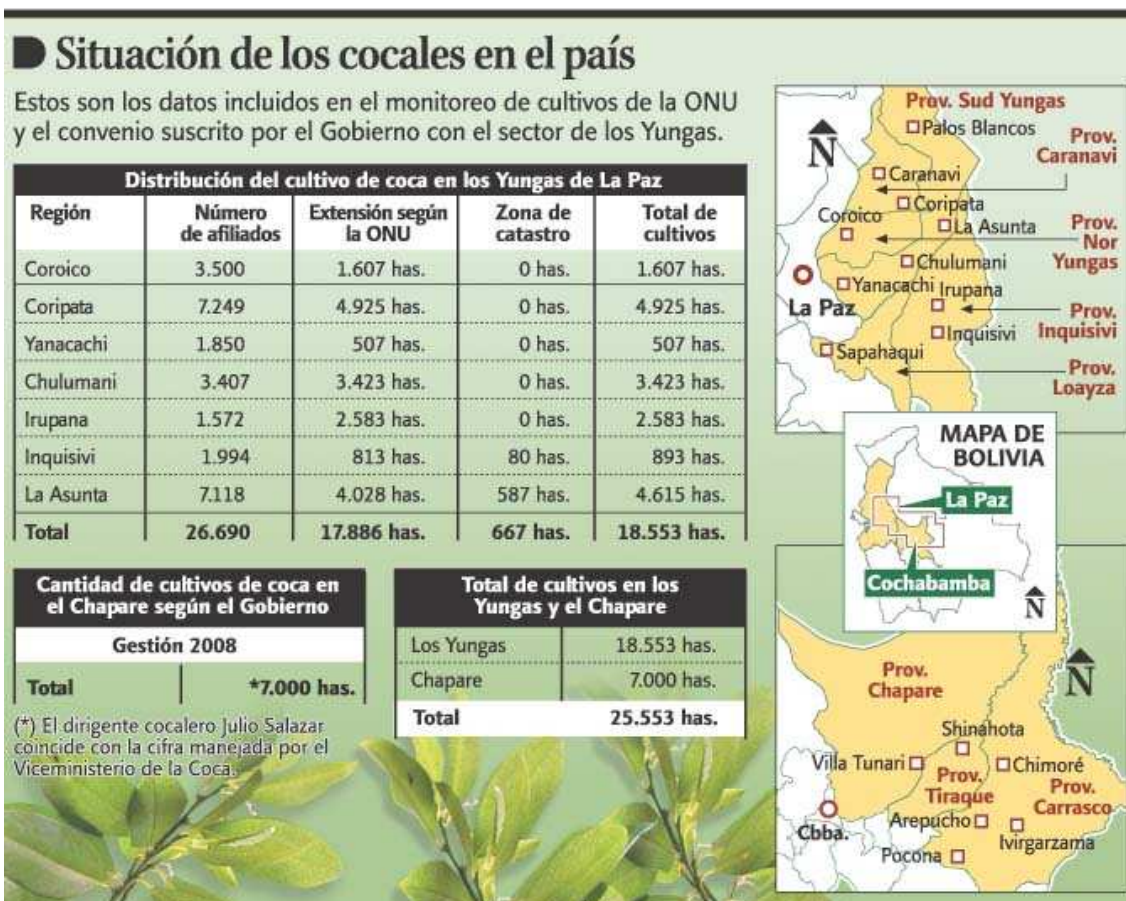 Situación de los cocales en el país
Estos son los datos incluidos en el monitoreo de cultivos de la ONU
y el convenio suscrito por el Gobierno con el sector de los Yungas.
Distribución del cultivo de coca en los Yungas de La Paz
Región Número de afiliados Extensión según la ONU Zona de catastro Total de cultivos
Coroico 3.500 1.607 has. 0 has. 1.607 has.
Coripata 7.249 4.925 has. 0 has. 4.925 has.
Yanacachi 1.850 507 has. 0 has. 507 has.
Chulumani 3.407 3.423 has. 0 has. 3.423 has.
Irupana 1.572 2.583 has. 0 has. 2.583 has.
Inquisivi 1.994 813 has. 80 has. 893 has.
La Asunta 7.118 4.028 has. 587 has. 4.615 has.
Total 26.690 17.886 has. 667 has. 18.553 has.
Cantidad de cultivos de coca en
el Chapare según el Gobierno
Gestión 2008
Total *7.000 has.
(*) El dirigente cocalero Julio Salazar
coincide con la cifra manejada por el
Viceministerio de la Coca.
Total de cultivos en los
Yungas y el Chapare
Los Yungas 18.553 has.
Chapare 7.000 has.
Total 25.553 has.
Prov. Sud Yungas
Palos Blancos
Prov.
Caranavi
N
Caranavi
Coripata
Coroico
La Asunta
Prov.
Nor
Yungas
Chulumani
Yanacachi
Irupana
La Paz
Prov.
Inquisivi
Inquisivi
Sapahaqui
Prov.
Loayza
MAPA DE
BOLIVIA
La Paz
Cochabamba
N
Prov.
Chapare
N
Shinahota
Villa Tunari
Chimoré
Prov.
Tiraque
Prov.
Carrasco
Cbba.
Arepucho
Ivirgarzama
Pocona